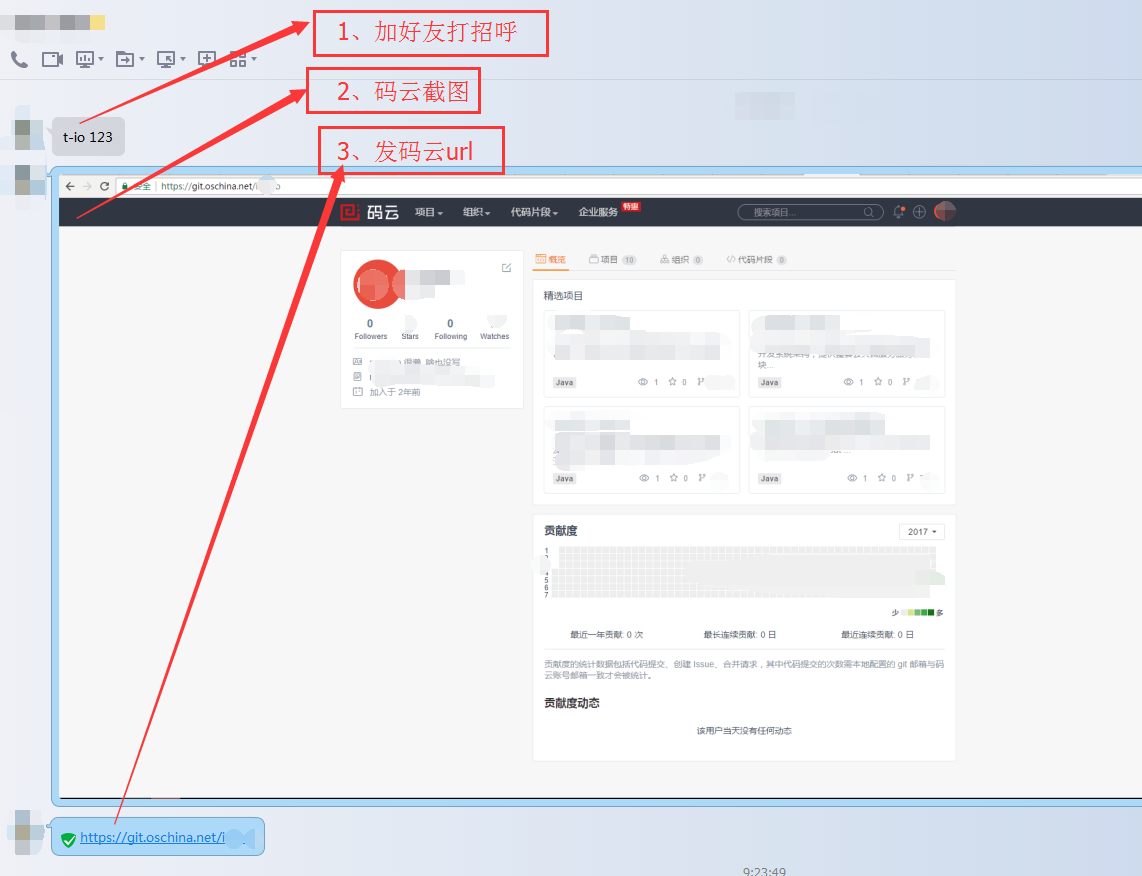 1、加好友打招呼
2、码云截图
t-io 123
3、发码云url
安全 https://git.oschina.net/
码云 项目 组织 代码片段 企业服务 特惠 搜索项目...
概览 项目 10 组织 0 代码片段 0
精选项目
0 0
Followers Stars Following Watches
很懒，啥也没写
加入于 2年前
块...
Java 1 0
Java 1 0
Java 1 0
Java 1 0
贡献度 2017
1
4
5
6
7
少 多
最近一年贡献: 0 次 最长连续贡献: 0 日 最近连续贡献: 0 日
贡献度的统计数据包括代码提交、创建 Issue、合并请求，其中代码提交的次数需本地配置的 git 邮箱与码
云账号邮箱一致才会被统计。
贡献度动态
该用户当天没有任何动态
https://git.oschina.net/i
9:23:49